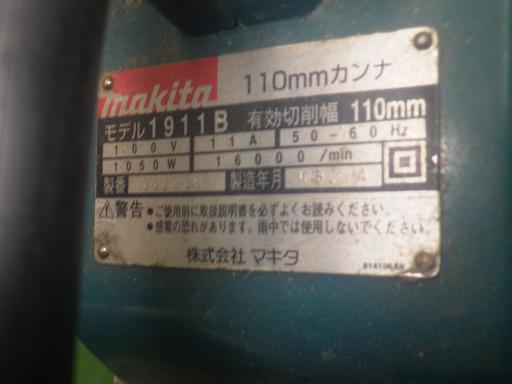 makita
110mmカンナ
モデル1911B 有効切削幅 110mm
100V 11A 50-60Hz
1050W 16000/min
製番 製造年月
警告 ●ご使用前に取扱説明書を必ずよくお読みください。
●感電の恐れがあります。雨中では使用しないでください。
株式会社 マキタ